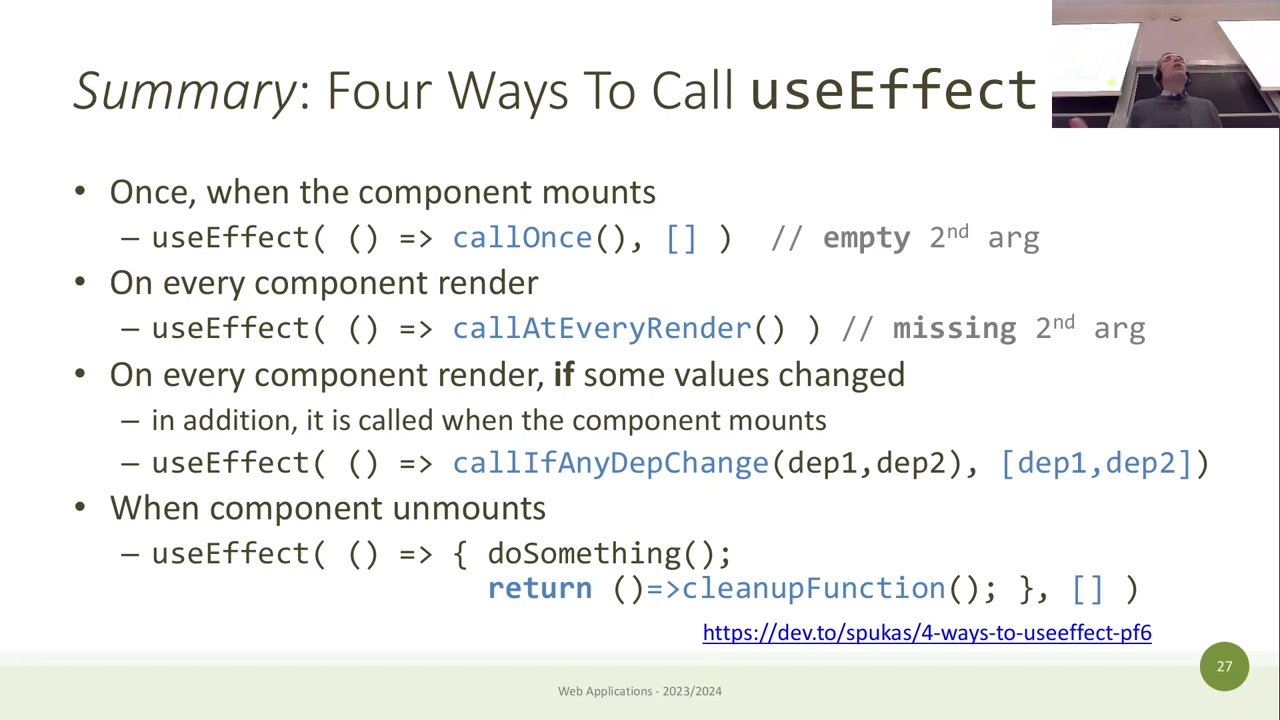 Summary: Four Ways To Call useEffect
• Once, when the component mounts
– useEffect( () => callOnce(), [] ) // empty 2nd arg
• On every component render
– useEffect( () => callAtEveryRender() ) // missing 2nd arg
• On every component render, if some values changed
– in addition, it is called when the component mounts
– useEffect( () => callIfAnyDepChange(dep1,dep2), [dep1,dep2])
• When component unmounts
– useEffect( () => { doSomething();
return ()=>cleanupFunction(); }, [] )
https://dev.to/spukas/4-ways-to-useeffect-pf6
27
Web Applications - 2023/2024